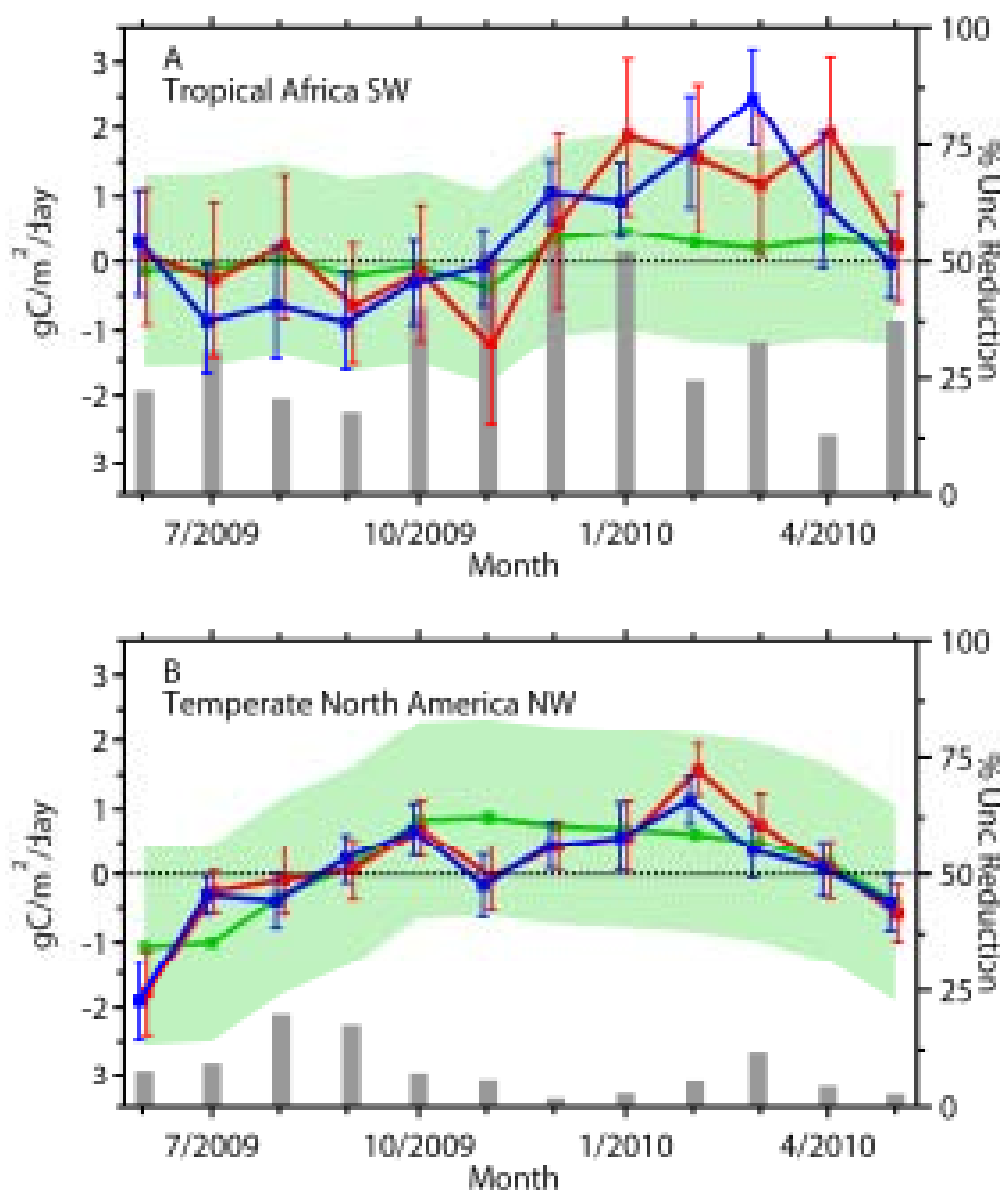 A
Tropical Africa SW
3
2
1
0
-1
-2
3
gC/m²/day
100
75
50
25
0
% Unc Reduction
7/2009 10/2009 1/2010 4/2010
Month
B
Temperate North America NW
3
2
1
0
-1
-2
3
gC/m²/day
100
75
50
25
0
% Unc Reduction
7/2009 10/2009 1/2010 4/2010
Month